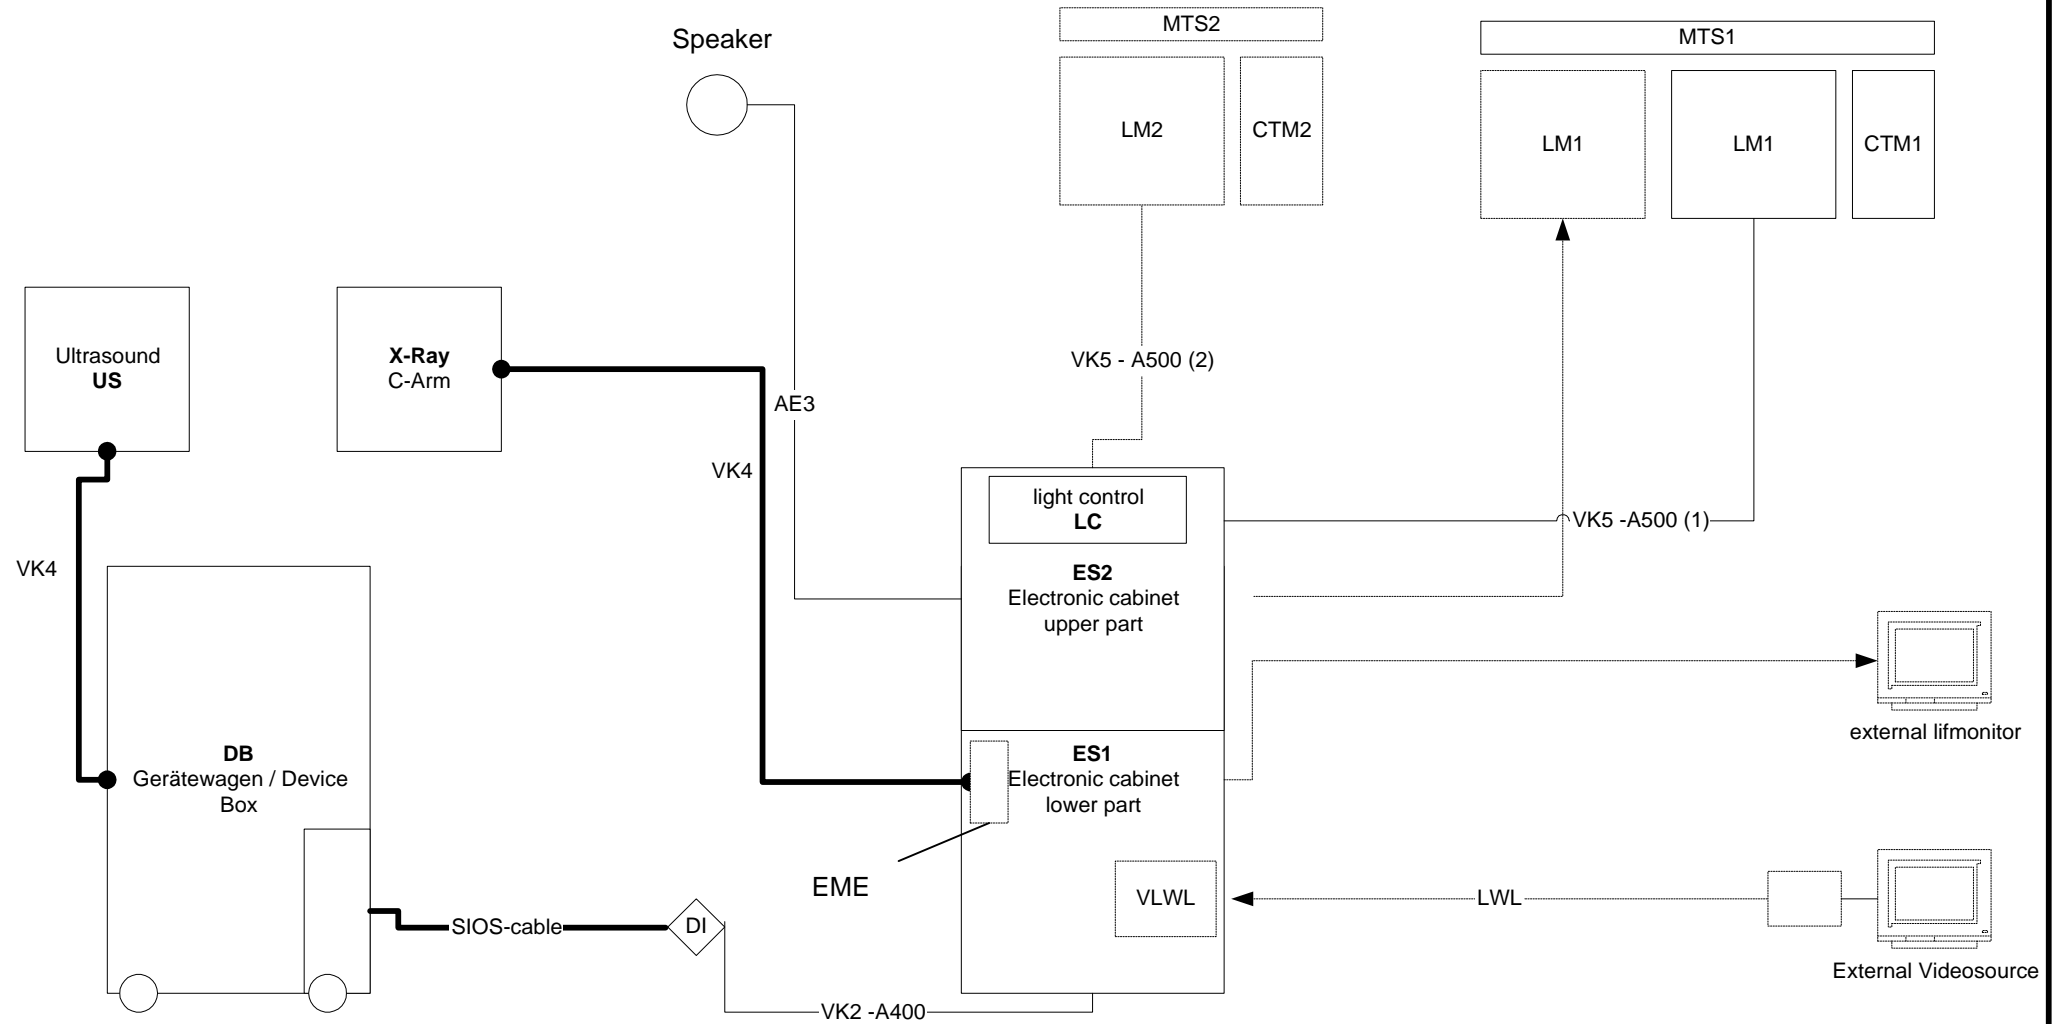 MTS2
MTS1
Speaker
LM2
CTM2
LM1
LM1
CTM1
Ultrasound
US
X-Ray
C-Arm
VK5 - A500 (2)
AE3
VK4
light control
LC
VK5 -A500 (1)
VK4
ES2
Electronic cabinet
upper part
external lifmonitor
DB
Gerätewagen / Device
Box
ES1
Electronic cabinet
lower part
EME
VLWL
LWL
SIOS-cable
DI
External Videosource
VK2 -A400